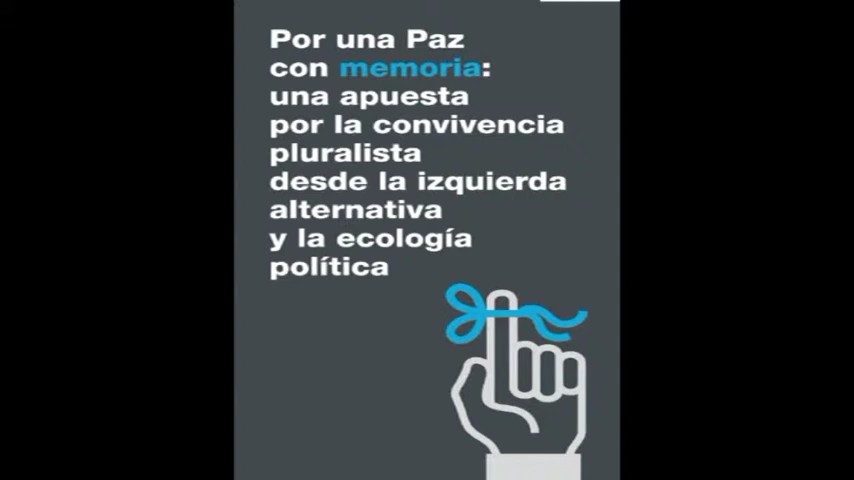 Por una Paz
con memoria:
una apuesta
por la convivencia
pluralista
desde la izquierda
alternativa
y la ecología
política